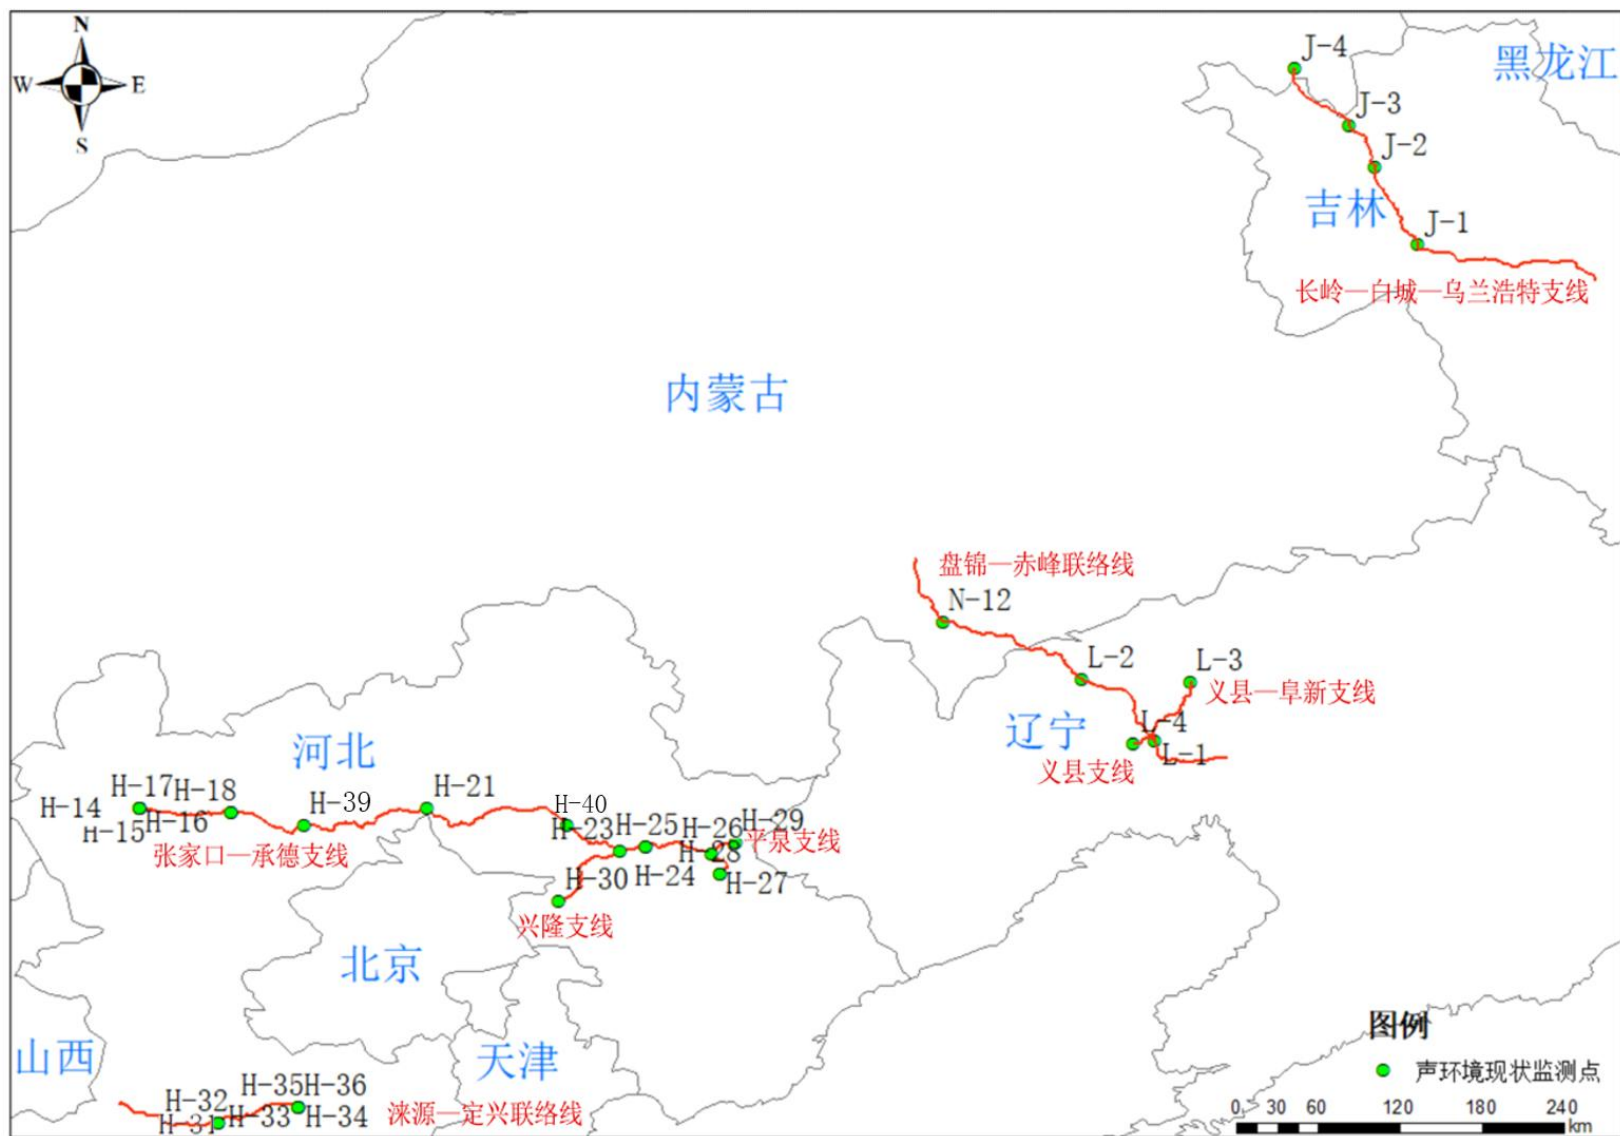 N
W E
S
J-4
黑龙江
J-3
J-2
吉林
J-1
长岭—白城—乌兰浩特支线
内蒙古
盘锦—赤峰联络线
N-12
L-2
L-3
义县—阜新支线
L-4
辽宁
L-1
义县支线
河北
H-17
H-18
H-14
H-39
H-21
H-40
H-15
H-16
H-23
H-25
H-26
H-29
张家口—承德支线
平泉支线
H-28
H-30
H-24
H-27
兴隆支线
北京
图例
山西
天津
声环境现状监测点
H-32
H-35
H-36
H-31
H-33
H-34
涞源—定兴联络线
0 30 60 120 180 240
km